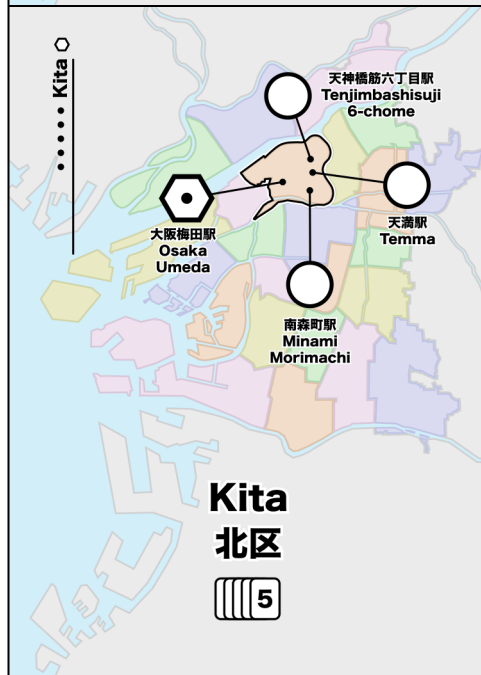 Kita
天神橋筋六丁目駅
Tenjimbashisuji
6-chome
大阪梅田駅
Osaka
Umeda
天満駅
Temma
南森町駅
Minami
Morimachi
Kita
北区
5